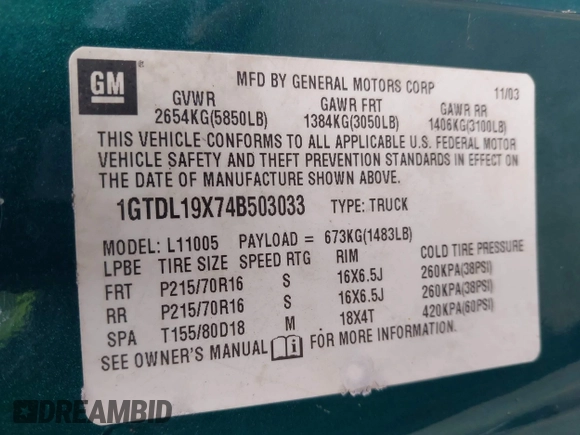 GM ®
MFD BY GENERAL MOTORS CORP 11/03
GVWR GAWR FRT GAWR RR
2654KG(5850LB) 1384KG(3050LB) 1406KG(3100LB)
THIS VEHICLE CONFORMS TO ALL APPLICABLE U.S. FEDERAL MOTOR
VEHICLE SAFETY AND THEFT PREVENTION STANDARDS IN EFFECT ON
THE DATE OF MANUFACTURE SHOWN ABOVE.
1GTDL19X74B503033 TYPE: TRUCK
MODEL: L11005 PAYLOAD = 673KG(1483LB)
LPBE TIRE SIZE SPEED RTG RIM COLD TIRE PRESSURE
FRT P215/70R16 S 16X6.5J 260KPA(38PSI)
RR P215/70R16 S 16X6.5J 260KPA(38PSI)
SPA T155/80D18 M 18X4T 420KPA(60PSI)
SEE OWNER'S MANUAL i FOR MORE INFORMATION.
DREAMBID